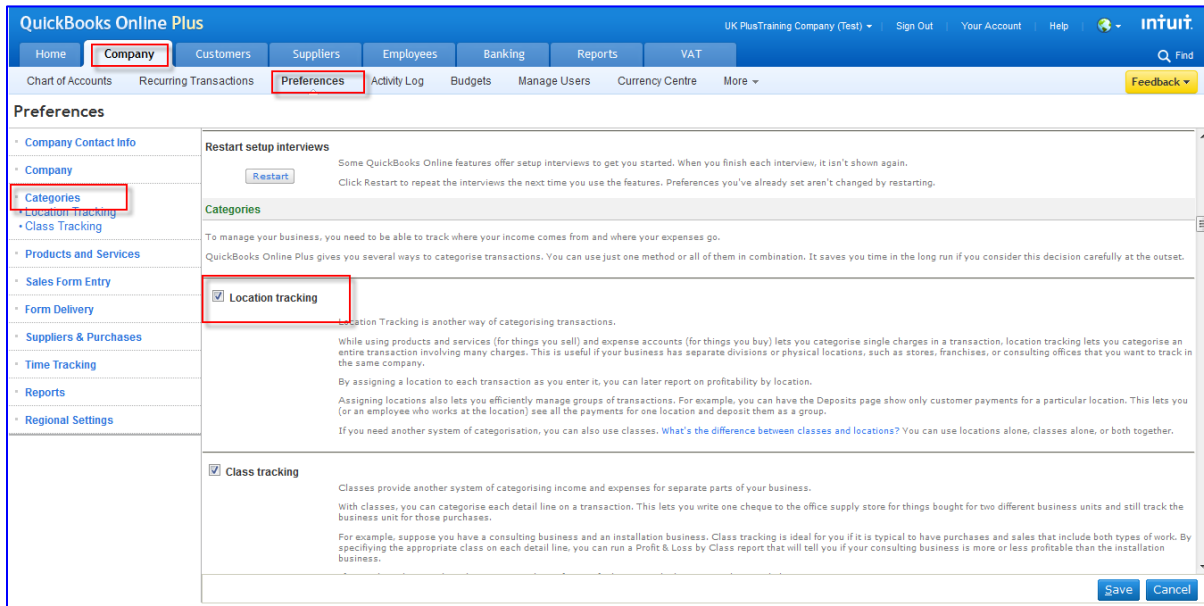 QuickBooks Online Plus
UK PlusTraining Company (Test) Sign Out Your Account Help intuit.
Home Company Customers Suppliers Employees Banking Reports VAT Find
Chart of Accounts Recurring Transactions Preferences Activity Log Budgets Manage Users Currency Centre More Feedback
Preferences
Company Contact Info
Company
Categories
Location Tracking
Class Tracking
Products and Services
Sales Form Entry
Form Delivery
Suppliers & Purchases
Time Tracking
Reports
Regional Settings
Restart setup interviews
Some QuickBooks Online features offer setup interviews to get you started. When you finish each interview, it isn't shown again.
Restart
Click Restart to repeat the interviews the next time you use the features. Preferences you've already set aren't changed by restarting.
Categories
To manage your business, you need to be able to track where your income comes from and where your expenses go.
QuickBooks Online Plus gives you several ways to categorise transactions. You can use just one method or all of them in combination. It saves you time in the long run if you consider this decision carefully at the outset.
Location tracking
Location Tracking is another way of categorising transactions.
While using products and services (for things you sell) and expense accounts (for things you buy) lets you categorise single charges in a transaction, location tracking lets you categorise an
entire transaction involving many charges. This is useful if your business has separate divisions or physical locations, such as stores, franchises, or consulting offices that you want to track in
the same company.
By assigning a location to each transaction as you enter it, you can later report on profitability by location.
Assigning locations also lets you efficiently manage groups of transactions. For example, you can have the Deposits page show only customer payments for a particular location. This lets you
(or an employee who works at the location) see all the payments for one location and deposit them as a group.
If you need another system of categorisation, you can also use classes. What's the difference between classes and locations? You can use locations alone, classes alone, or both together.
Class tracking
Classes provide another system of categorising income and expenses for separate parts of your business.
With classes, you can categorise each detail line on a transaction. This lets you write one cheque to the office supply store for things bought for two different business units and still track the
business unit for those purchases.
For example, suppose you have a consulting business and an installation business. Class tracking is ideal for you if it is typical to have purchases and sales that include both types of work. By
specifiying the appropriate class on each detail line, you can run a Profit & Loss by Class report that will tell you if your consulting business is more or less profitable than the installation
business.
Save Cancel